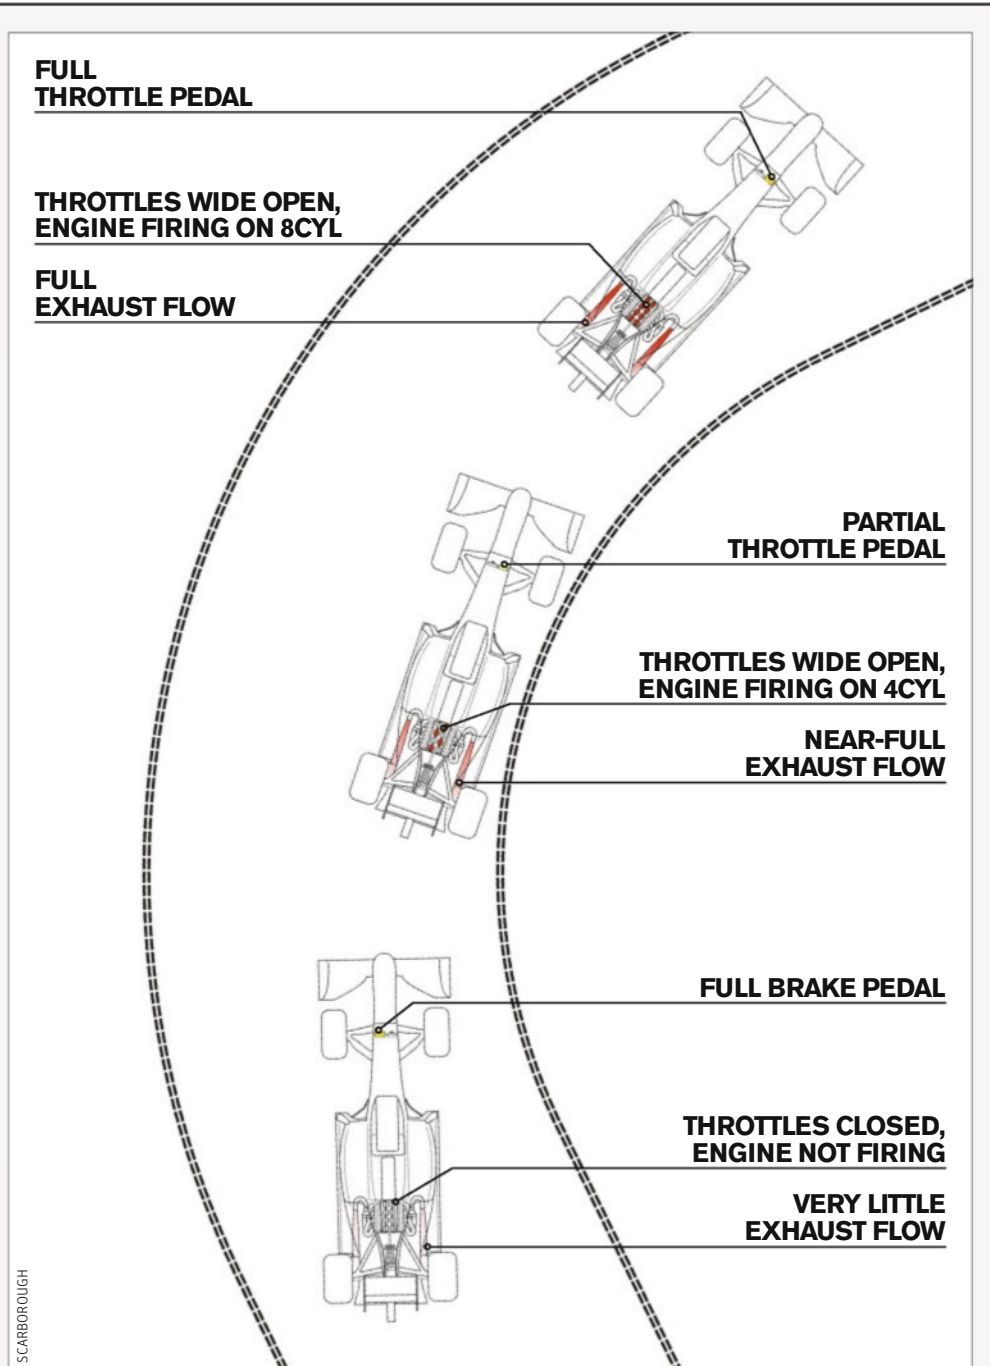 FULL
THROTTLE PEDAL
THROTTLES WIDE OPEN,
ENGINE FIRING ON 8CYL
FULL
EXHAUST FLOW
PARTIAL
THROTTLE PEDAL
THROTTLES WIDE OPEN,
ENGINE FIRING ON 4CYL
NEAR-FULL
EXHAUST FLOW
FULL BRAKE PEDAL
THROTTLES CLOSED,
ENGINE NOT FIRING
VERY LITTLE
EXHAUST FLOW
SCARBOROUGH